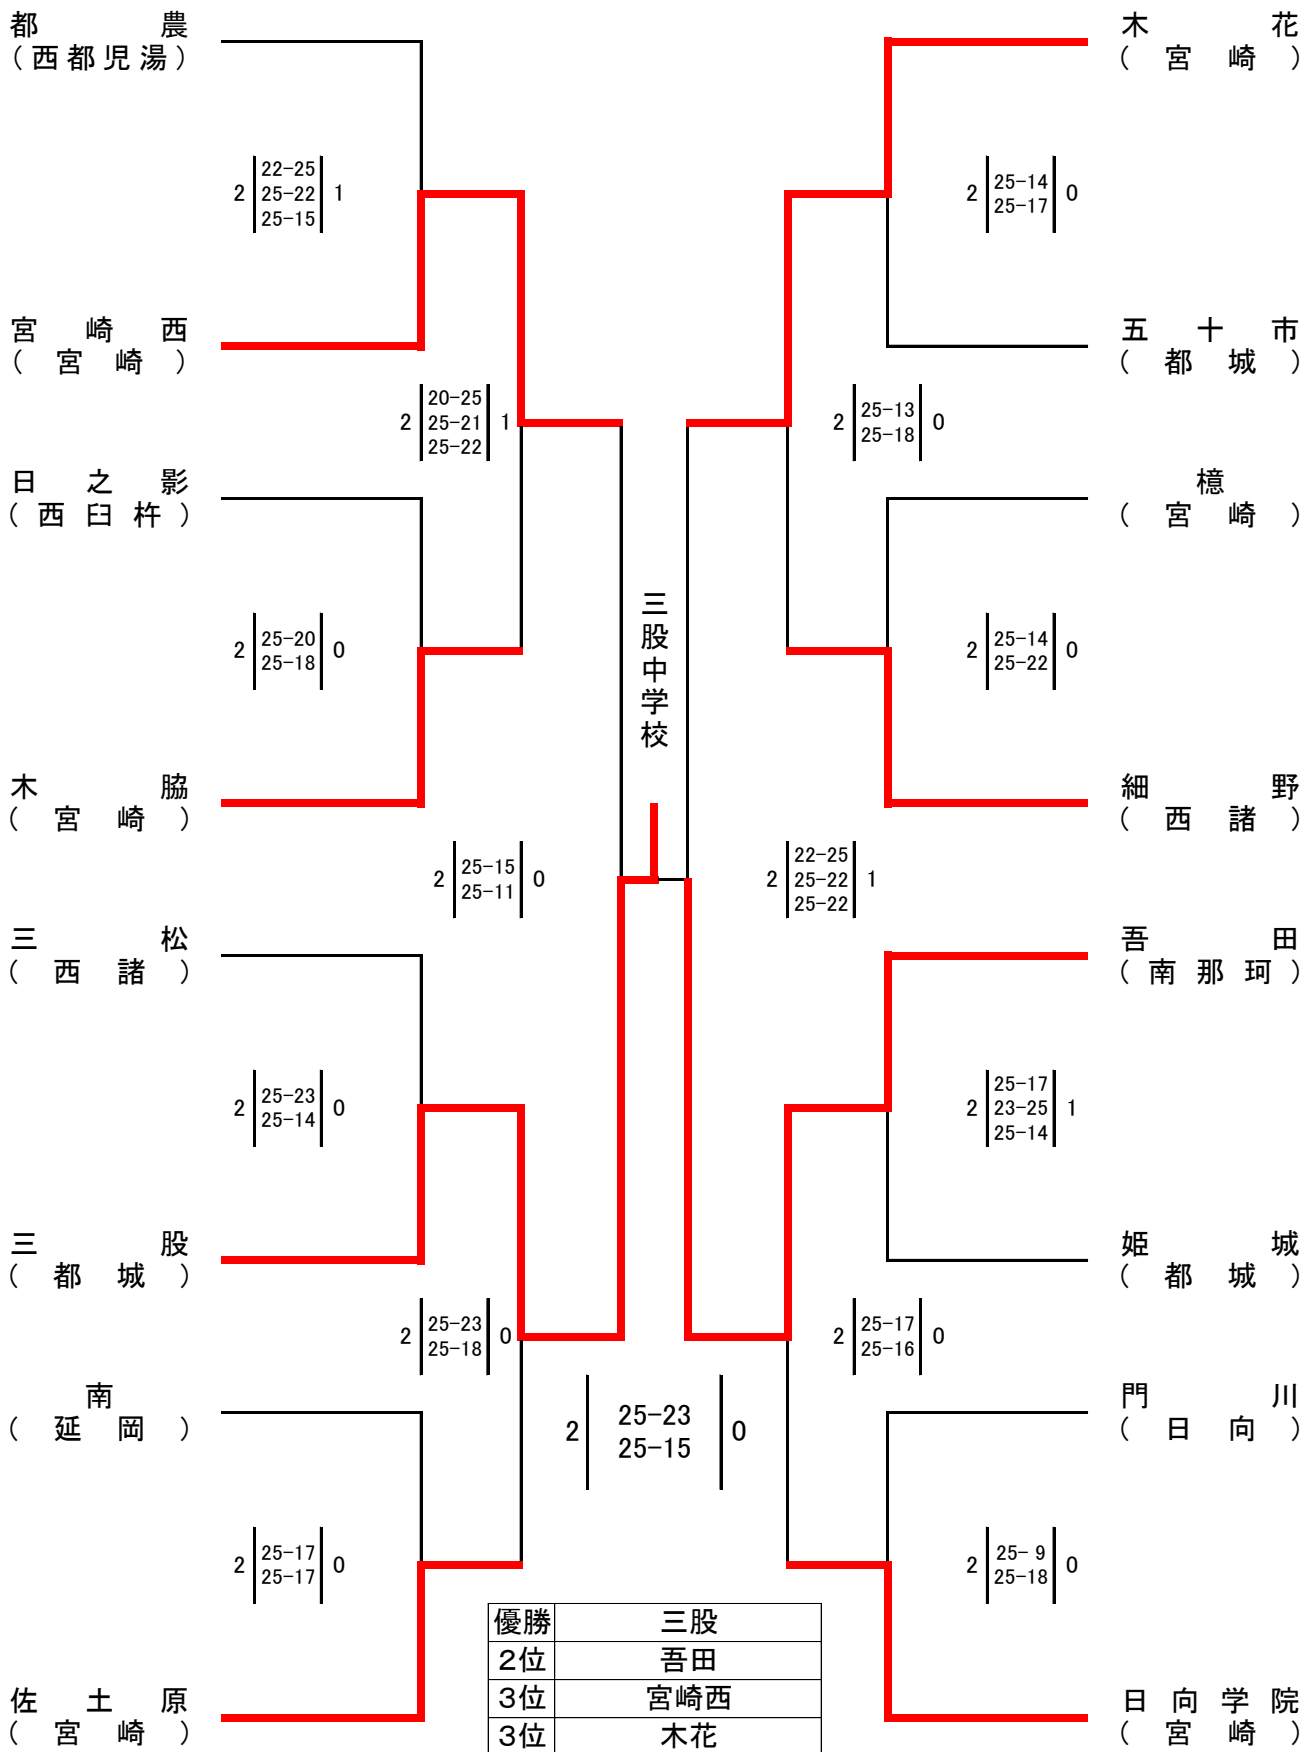 都農
(西都児湯)
2 22-25 1
25-22
25-15
宮崎西
(宮崎)
2 20-25 1
25-21
25-22
日之影
(西臼杵)
2 25-20 0
25-18
木脇
(宮崎)
2 25-15 0
25-11
三松
(西諸)
2 25-23 0
25-14
三股
(都城)
2 25-23 0
25-18
南
(延岡)
2 25-17 0
25-17
佐土原
(宮崎)
三股中学校
2 25-23 0
25-15
木花
(宮崎)
2 25-14 0
25-17
五十市
(都城)
2 25-13 0
25-18
檍
(宮崎)
2 25-14 0
25-22
細野
(西諸)
2 22-25 1
25-22
25-22
吾田
(南那珂)
2 25-17 1
23-25
25-14
姫城
(都城)
2 25-17 0
25-16
門川
(日向)
2 25- 9 0
25-18
日向学院
(宮崎)
優勝 三股
2位 吾田
3位 宮崎西
3位 木花